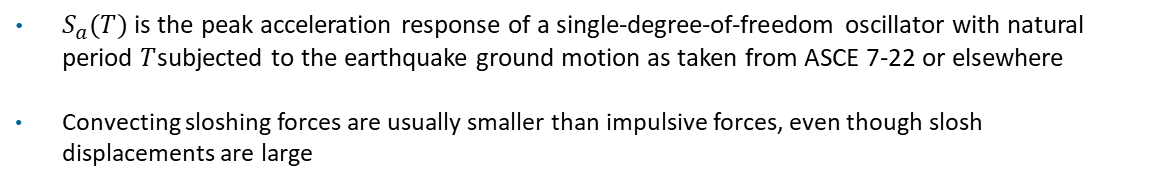 • Sₐ(T) is the peak acceleration response of a single-degree-of-freedom oscillator with natural
period T subjected to the earthquake ground motion as taken from ASCE 7-22 or elsewhere
• Convecting sloshing forces are usually smaller than impulsive forces, even though slosh
displacements are large